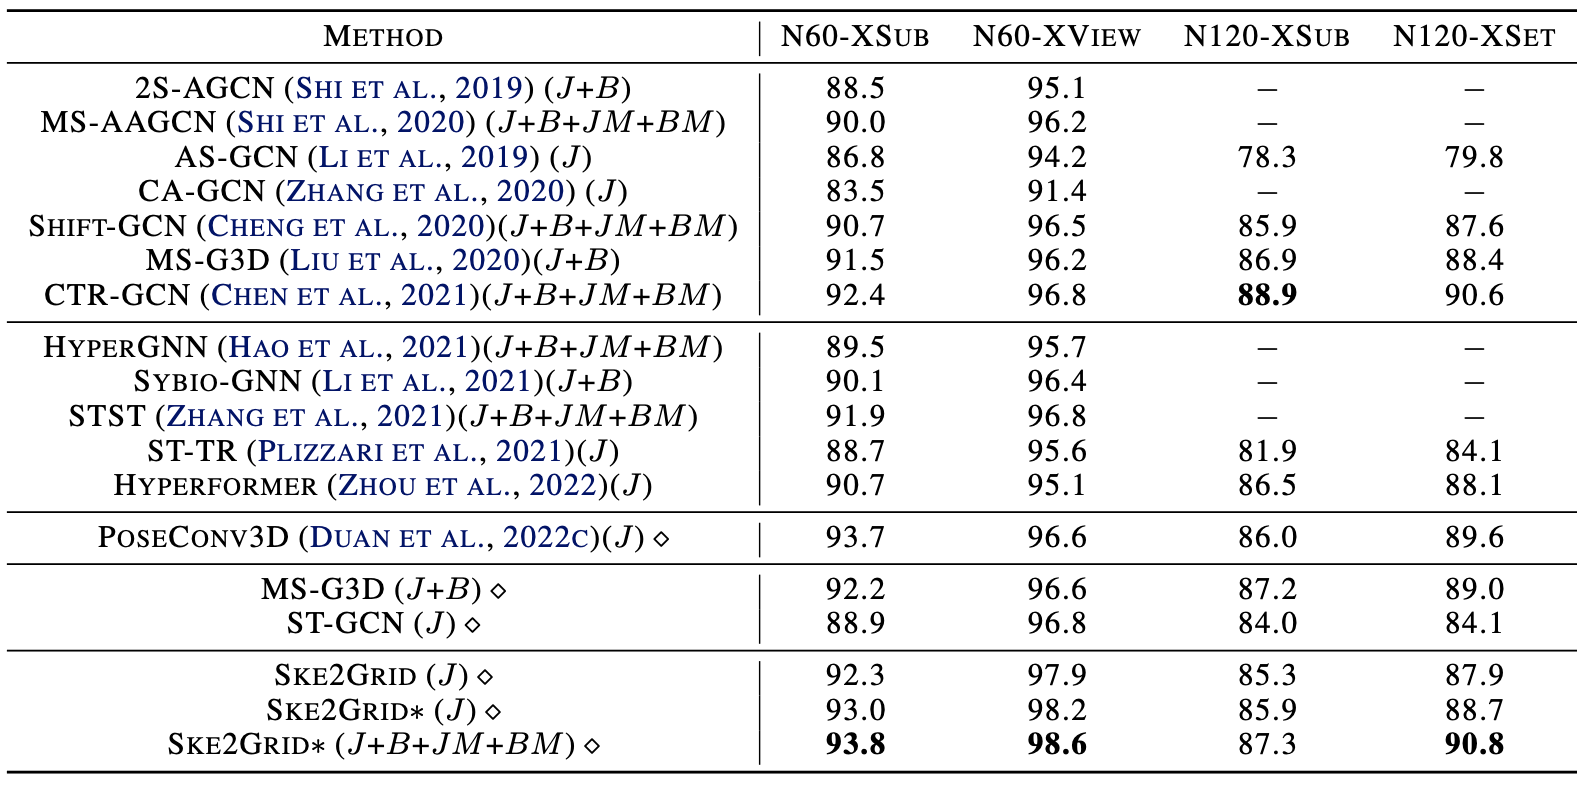 METHOD N60-XSUB N60-XVIEW N120-XSUB N120-XSET
2S-AGCN (SHI ET AL., 2019) (J+B) 88.5 95.1 – –
MS-AAGCN (SHI ET AL., 2020) (J+B+JM+BM) 90.0 96.2 – –
AS-GCN (LI ET AL., 2019) (J) 86.8 94.2 78.3 79.8
CA-GCN (ZHANG ET AL., 2020) (J) 83.5 91.4 – –
SHIFT-GCN (CHENG ET AL., 2020)(J+B+JM+BM) 90.7 96.5 85.9 87.6
MS-G3D (LIU ET AL., 2020)(J+B) 91.5 96.2 86.9 88.4
CTR-GCN (CHEN ET AL., 2021)(J+B+JM+BM) 92.4 96.8 88.9 90.6
HYPERGNN (HAO ET AL., 2021)(J+B+JM+BM) 89.5 95.7 – –
SYBIO-GNN (LI ET AL., 2021)(J+B) 90.1 96.4 – –
STST (ZHANG ET AL., 2021)(J+B+JM+BM) 91.9 96.8 – –
ST-TR (PLIZZARI ET AL., 2021)(J) 88.7 95.6 81.9 84.1
HYPERFORMER (ZHOU ET AL., 2022)(J) 90.7 95.1 86.5 88.1
POSECONV3D (DUAN ET AL., 2022C)(J) ⋄ 93.7 96.6 86.0 89.6
MS-G3D (J+B) ⋄ 92.2 96.6 87.2 89.0
ST-GCN (J) ⋄ 88.9 96.8 84.0 84.1
SKE2GRID (J) ⋄ 92.3 97.9 85.3 87.9
SKE2GRID* (J) ⋄ 93.0 98.2 85.9 88.7
SKE2GRID* (J+B+JM+BM) ⋄ 93.8 98.6 87.3 90.8